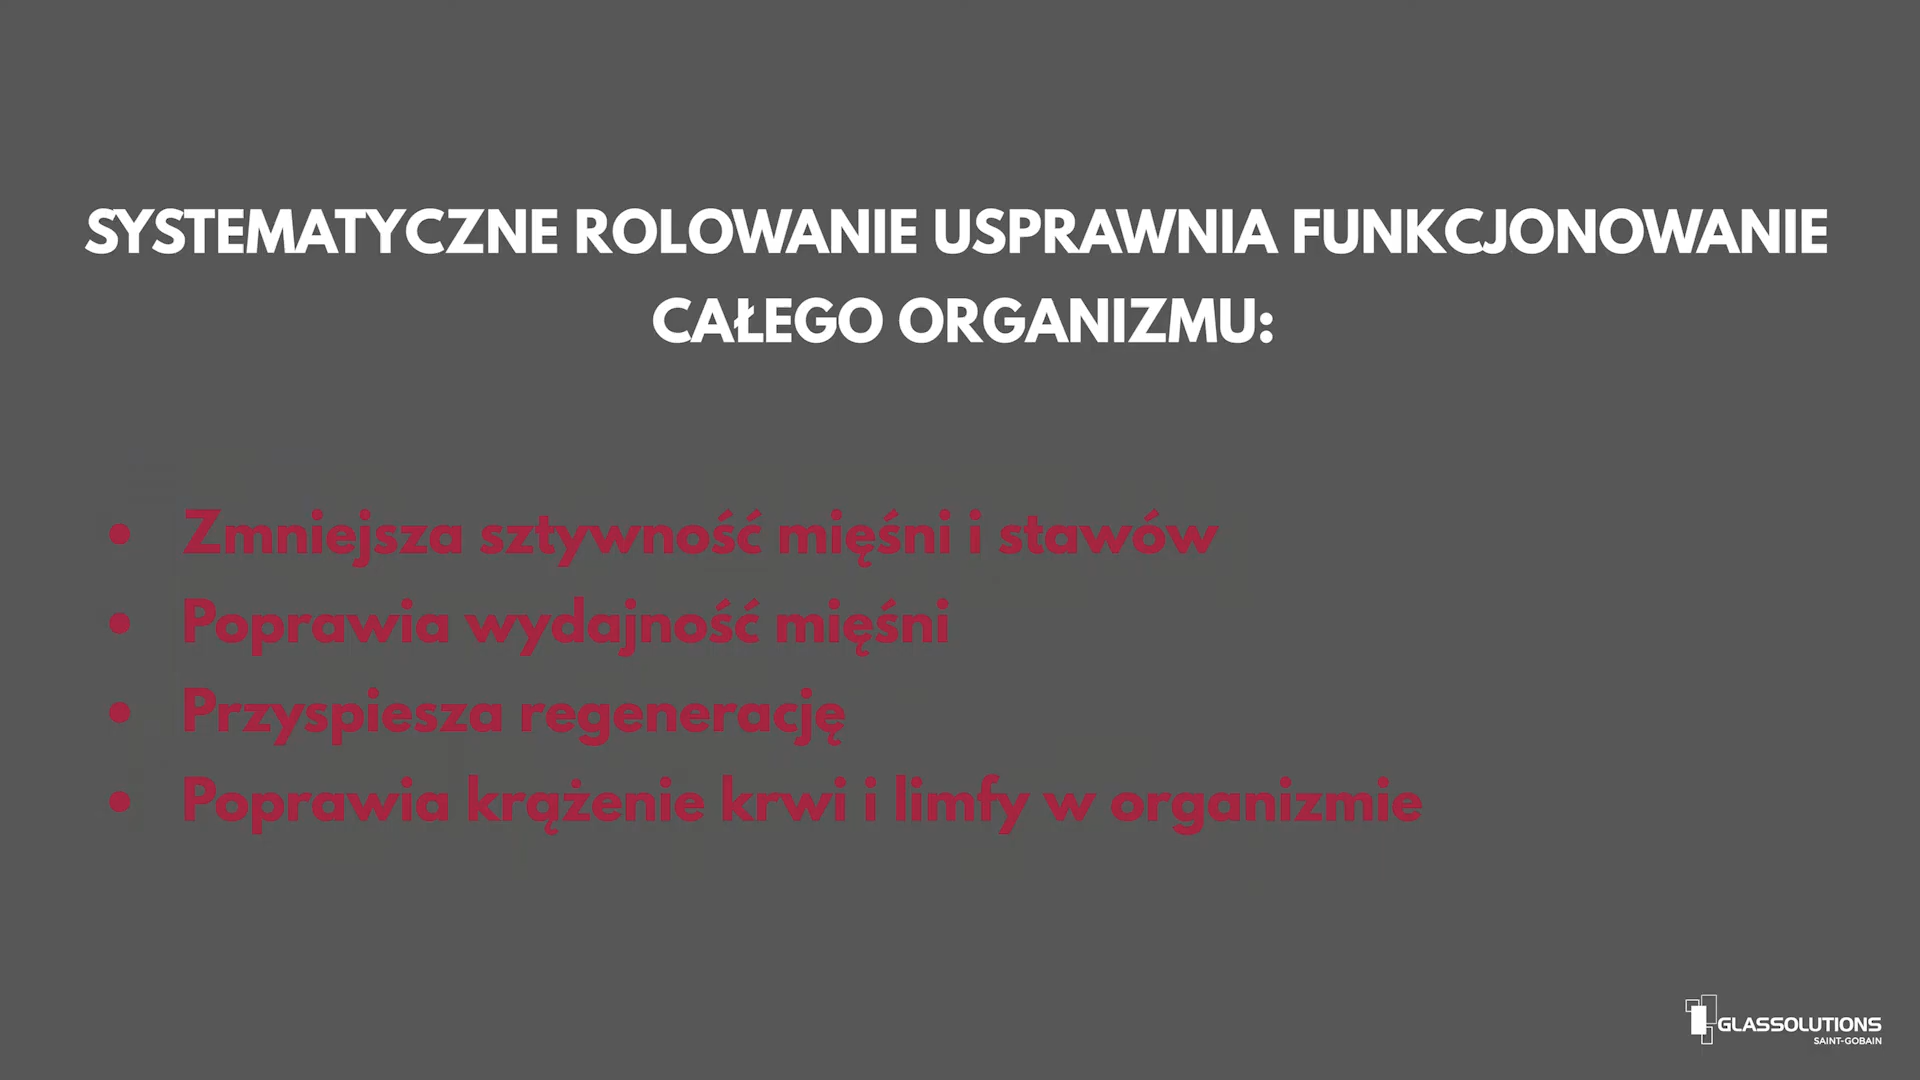 SYSTEMATYCZNE ROLOWANIE USPRAWNIA FUNKCJONOWANIE
CAŁEGO ORGANIZMU:
• Zmniejsza sztywność mięśni i stawów
• Poprawia wydajność mięśni
• Przyspiesza regenerację
• Poprawia krążenie krwi i limfy w organizmie
GLASSOLUTIONS
SAINT-GOBAIN